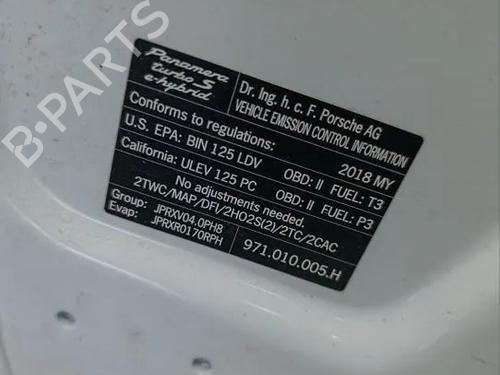 B-PARTS
Panamera
turbo S
e-hybrid
Dr. Ing. h. c. F. Porsche AG
VEHICLE EMISSION CONTROL INFORMATION
Conforms to regulations: 2018 MY
U.S. EPA: BIN 125 LDV OBD: II FUEL: T3
California: ULEV 125 PC OBD: II FUEL: P3
No adjustments needed.
2TWC/MAP/DFI/2HO2S(2)/2TC/2CAC
Group: JPRXV04.0PH8
Evap: JPRXR0170RPH 971.010.005.H